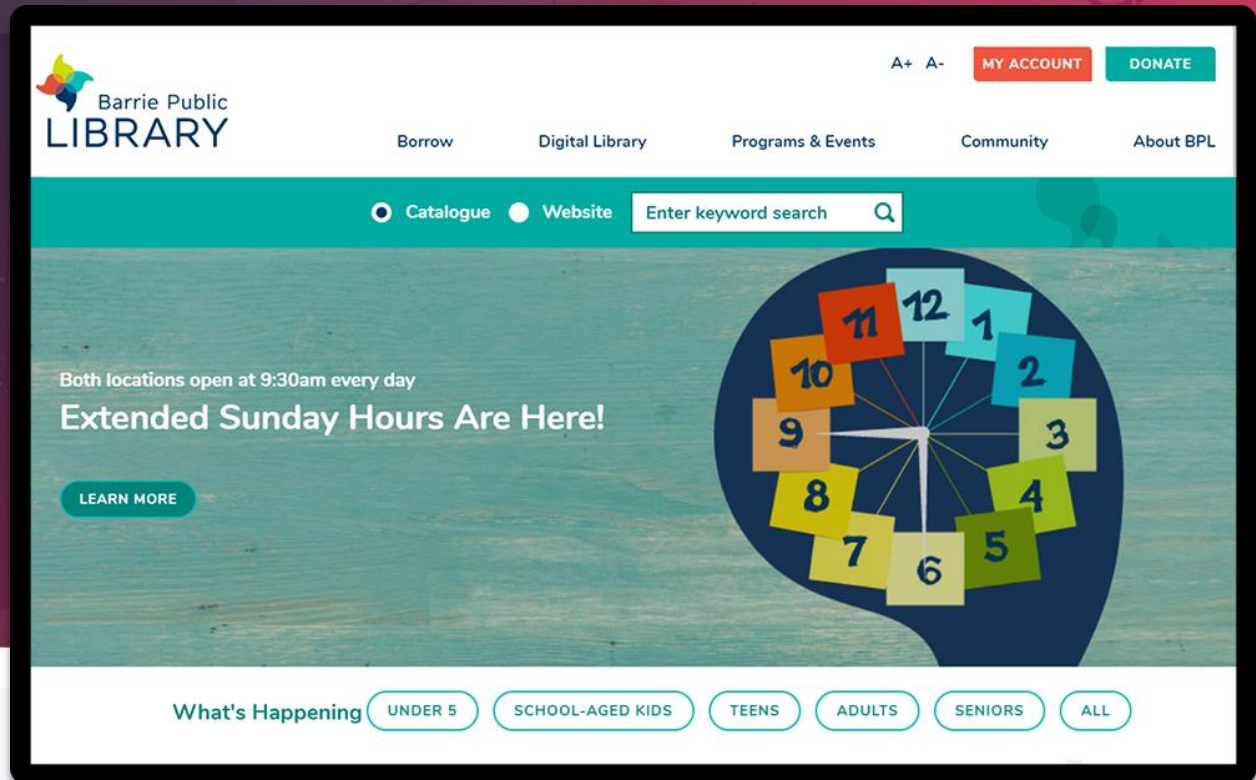 A+ A- MY ACCOUNT DONATE
Barrie Public
LIBRARY
Borrow Digital Library Programs & Events Community About BPL
Catalogue Website Enter keyword search
Both locations open at 9:30am every day
Extended Sunday Hours Are Here!
LEARN MORE
12
11 1
10 2
9 3
8 4
7 5
6
What's Happening UNDER 5 SCHOOL-AGED KIDS TEENS ADULTS SENIORS ALL